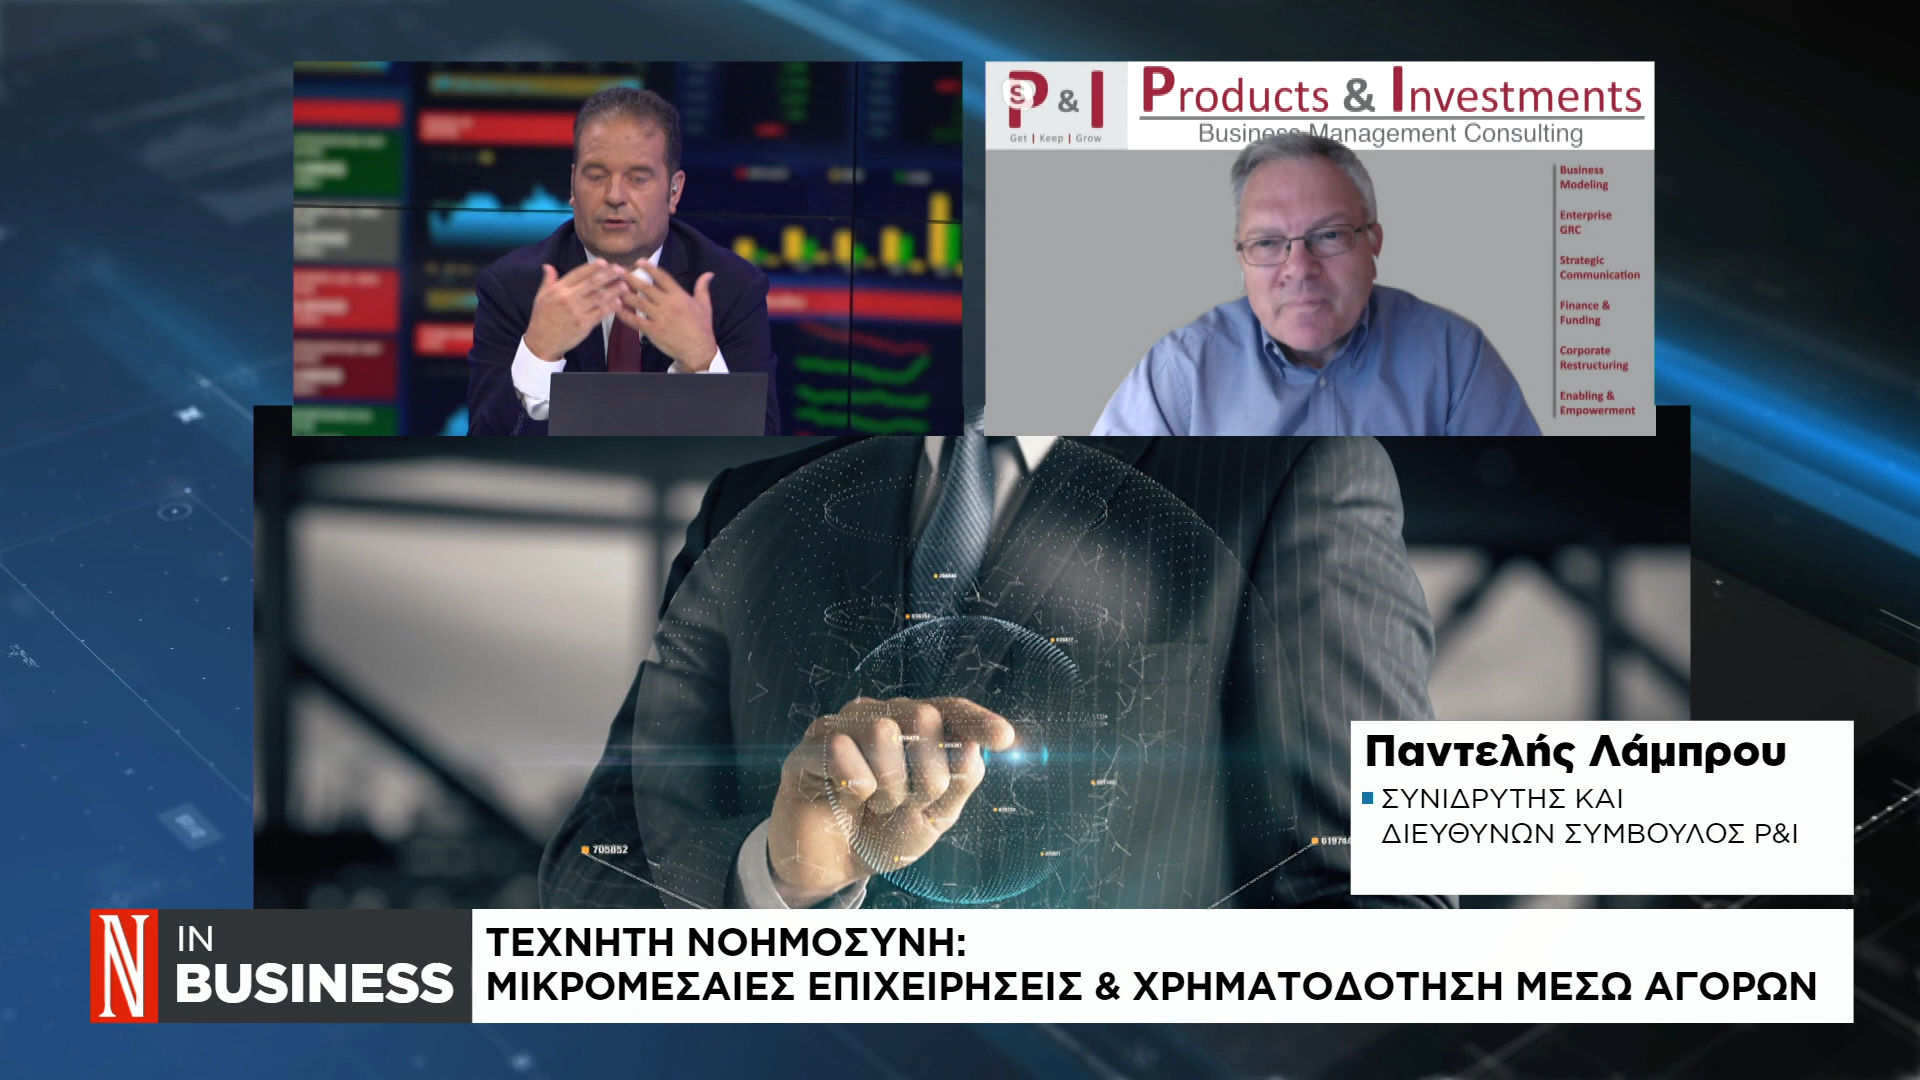 P & I
S
Get | Keep | Grow
Products & Investments
Business Management Consulting
Business
Modeling
Enterprise
GRC
Strategic
Communication
Finance &
Funding
Corporate
Restructuring
Enabling &
Empowerment
705852
Παντελής Λάμπρου
ΣΥΝΙΔΡΥΤΗΣ ΚΑΙ
ΔΙΕΥΘΥΝΩΝ ΣΥΜΒΟΥΛΟΣ P&I
N IN
BUSINESS
ΤΕΧΝΗΤΗ ΝΟΗΜΟΣΥΝΗ:
ΜΙΚΡΟΜΕΣΑΙΕΣ ΕΠΙΧΕΙΡΗΣΕΙΣ & ΧΡΗΜΑΤΟΔΟΤΗΣΗ ΜΕΣΩ ΑΓΟΡΩΝ